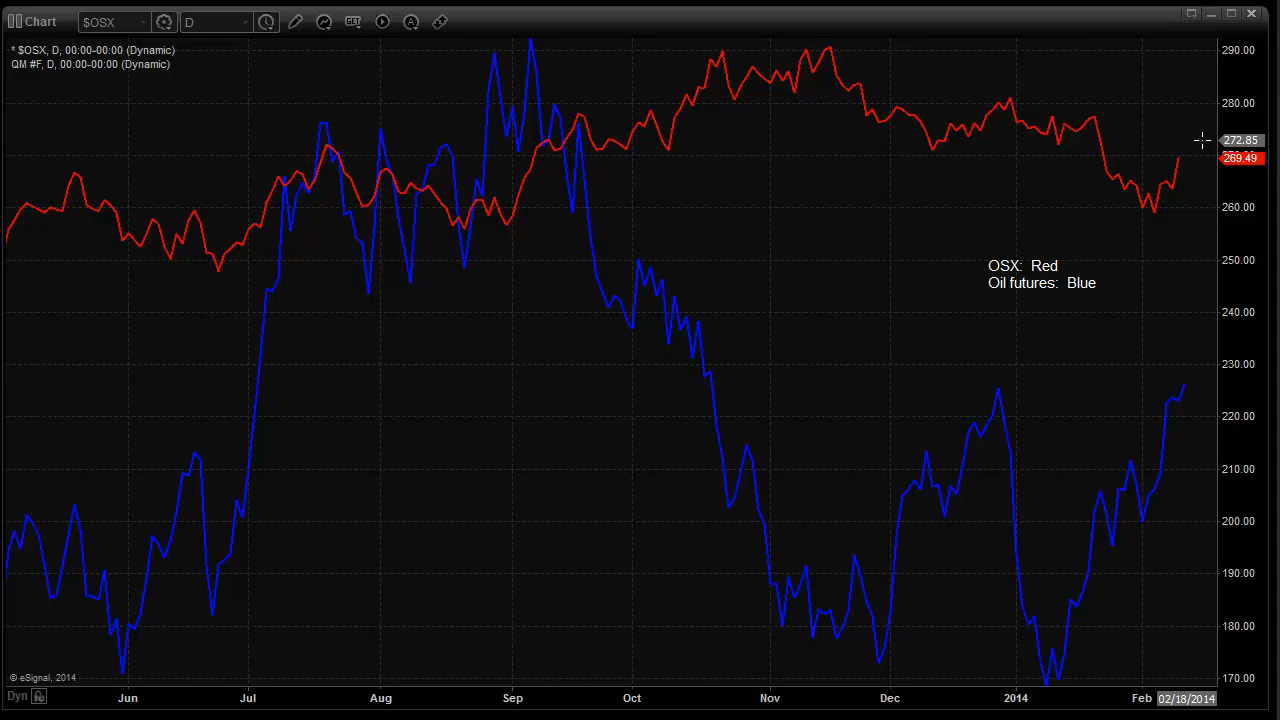 Chart
$OSX
D
GET
A
* $OSX, D, 00:00-00:00 (Dynamic)
QM #F, D, 00:00-00:00 (Dynamic)
290.00
280.00
272.85
269.49
260.00
250.00
240.00
230.00
220.00
210.00
200.00
190.00
180.00
170.00
OSX: Red
Oil futures: Blue
© eSignal, 2014
Dyn
Jun
Jul
Aug
Sep
Oct
Nov
Dec
2014
Feb
02/18/2014